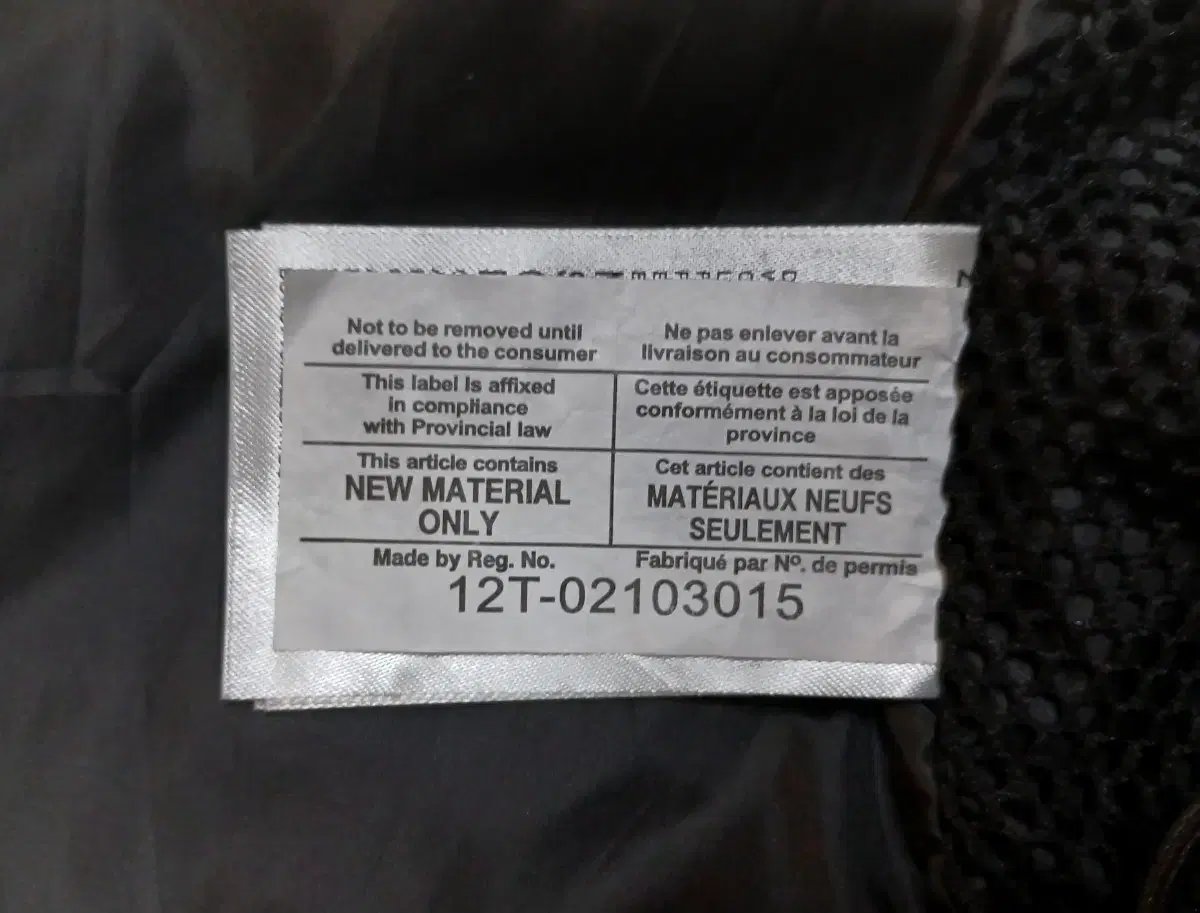 Not to be removed until
delivered to the consumer
Ne pas enlever avant la
livraison au consommateur
This label is affixed
in compliance
with Provincial law
Cette étiquette est apposée
conformément à la loi de la
province
This article contains
NEW MATERIAL
ONLY
Cet article contient des
MATÉRIAUX NEUFS
SEULEMENT
Made by Reg. No.
Fabriqué par Nº. de permis
12T-02103015